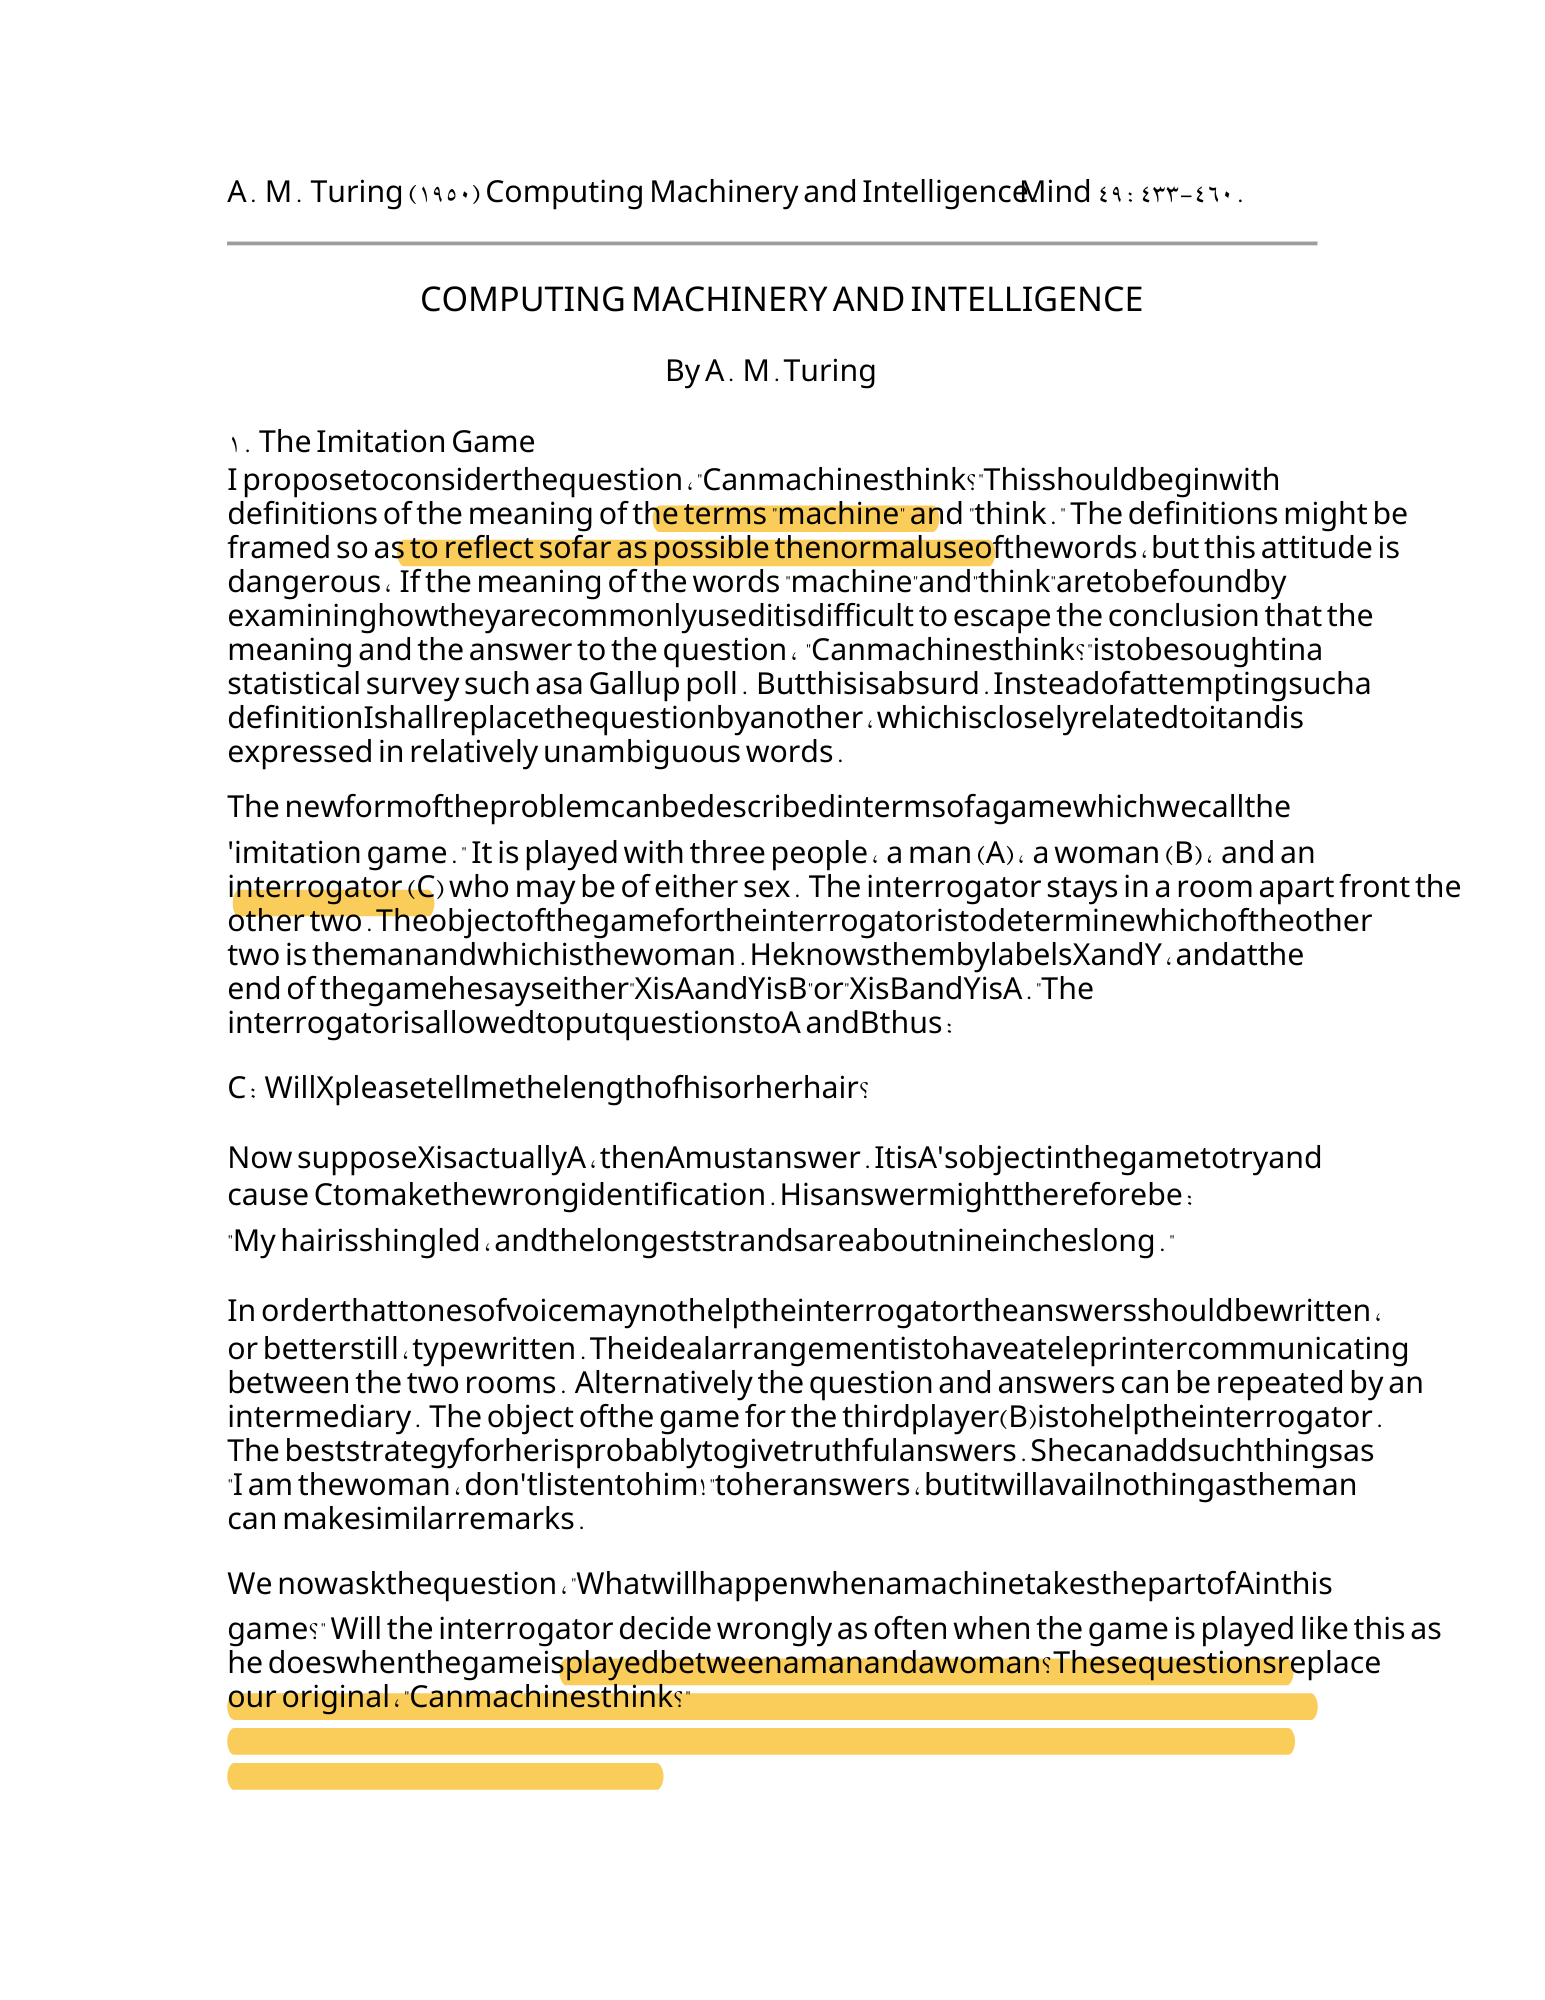 A. M. Turing (١٩٥٠) Computing Machinery and Intelligence. Mind ٤٩: ٤٣٣-٤٦٠.
COMPUTING MACHINERY AND INTELLIGENCE
By A. M. Turing
١. The Imitation Game
I proposetoconsiderthequestion،"Canmachinesthink؟"Thisshouldbeginwith
definitions of the meaning of the terms "machine" and "think." The definitions might be
framed so as to reflect sofar as possible thenormaluseofthewords،but this attitude is
dangerous، If the meaning of the words "machine"and"think"aretobefoundby
examininghowtheyarecommonlyuseditisdifficult to escape the conclusion that the
meaning and the answer to the question، "Canmachinesthink؟"istobesoughtina
statistical survey such asa Gallup poll. Butthisisabsurd.Insteadofattemptingsucha
definitionIshallreplacethequestionbyanother،whichiscloselyrelatedtoitandis
expressed in relatively unambiguous words.
The newformoftheproblemcanbedescribedintermsofagamewhichwecallthe
'imitation game." It is played with three people، a man (A)، a woman (B)، and an
interrogator (C) who may be of either sex. The interrogator stays in a room apart front the
other two.Theobjectofthegamefortheinterrogatoristodeterminewhichoftheother
two is themanandwhichisthewoman.HeknowsthembylabelsXandY،andatthe
end of thegamehesayseither"XisAandYisB"or"XisBandYisA."The
interrogatorisallowedtoputquestionstoA andBthus:
C: WillXpleasetellmethelengthofhisorherhair؟
Now supposeXisactuallyA،thenAmustanswer.ItisA'sobjectinthegametotryand
cause Ctomakethewrongidentification.Hisanswermightthereforebe:
"My hairisshingled،andthelongeststrandsareaboutnineincheslong."
In orderthattonesofvoicemaynothelptheinterrogatortheanswersshouldbewritten،
or betterstill،typewritten.Theidealarrangementistohaveateleprintercommunicating
between the two rooms. Alternatively the question and answers can be repeated by an
intermediary. The object ofthe game for the thirdplayer(B)istohelptheinterrogator.
The beststrategyforherisprobablytogivetruthfulanswers.Shecanaddsuchthingsas
"I am thewoman،don'tlistentohim!"toheranswers،butitwillavailnothingastheman
can makesimilarremarks.
We nowaskthequestion،"WhatwillhappenwhenamachinetakesthepartofAinthis
game؟" Will the interrogator decide wrongly as often when the game is played like this as
he doeswhenthegameisplayedbetweenamanandawoman؟Thesequestionsreplace
our original،"Canmachinesthink؟"